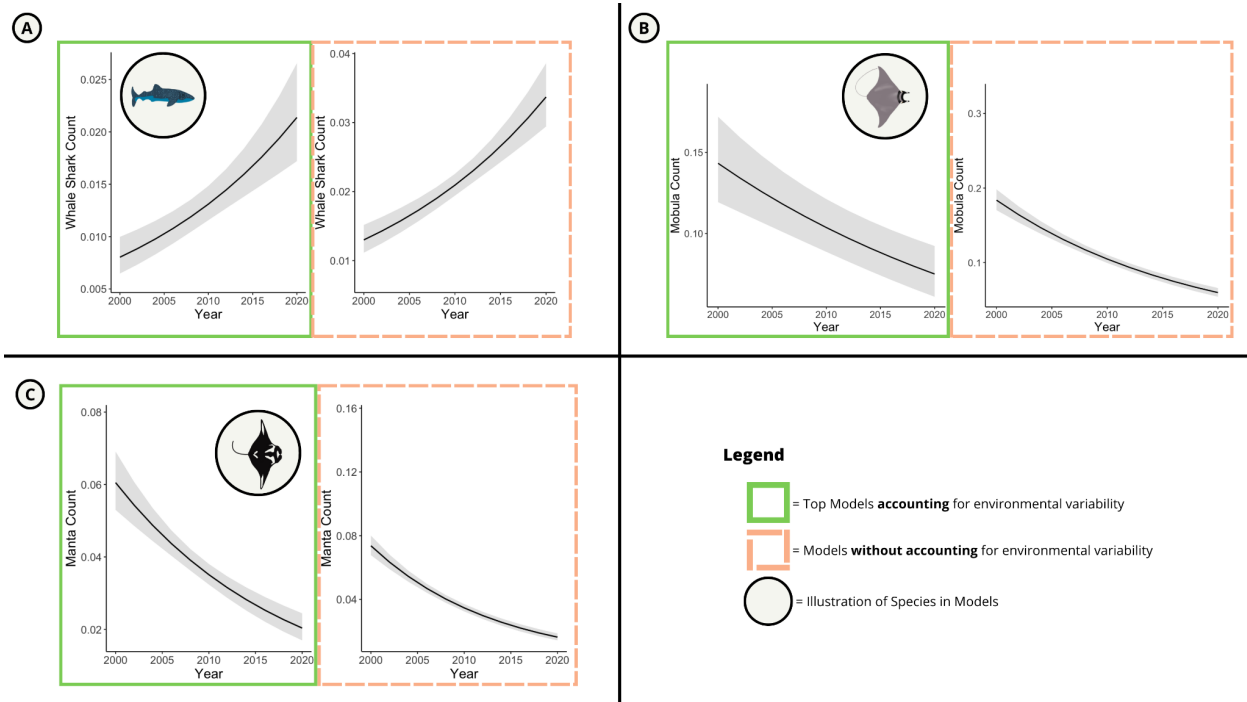 A
Whale Shark Count
0.025
0.020
0.015
0.010
0.005
2000 2005 2010 2015 2020
Year
Whale Shark Count
0.04
0.03
0.02
0.01
2000 2005 2010 2015 2020
Year
B
Mobula Count
0.15
0.10
2000 2005 2010 2015 2020
Year
Mobula Count
0.3
0.2
0.1
2000 2005 2010 2015 2020
Year
C
Manta Count
0.08
0.06
0.04
0.02
2000 2005 2010 2015 2020
Year
Manta Count
0.16
0.12
0.08
0.04
2000 2005 2010 2015 2020
Year
Legend
= Top Models accounting for environmental variability
= Models without accounting for environmental variability
= Illustration of Species in Models